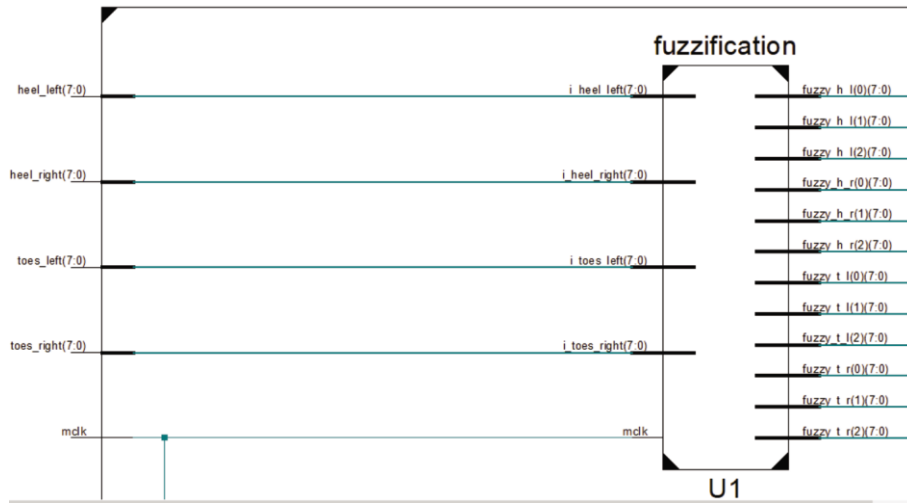 fuzzification
heel_left(7:0)
i_heel_left(7:0)
fuzzy_h_l(0)(7:0)
fuzzy_h_l(1)(7:0)
fuzzy_h_l(2)(7:0)
heel_right(7:0)
i_heel_right(7:0)
fuzzy_h_r(0)(7:0)
fuzzy_h_r(1)(7:0)
fuzzy_h_r(2)(7:0)
toes_left(7:0)
i_toes_left(7:0)
fuzzy_t_l(0)(7:0)
fuzzy_t_l(1)(7:0)
fuzzy_t_l(2)(7:0)
toes_right(7:0)
i_toes_right(7:0)
fuzzy_t_r(0)(7:0)
fuzzy_t_r(1)(7:0)
mclk
mclk
fuzzy_t_r(2)(7:0)
U1